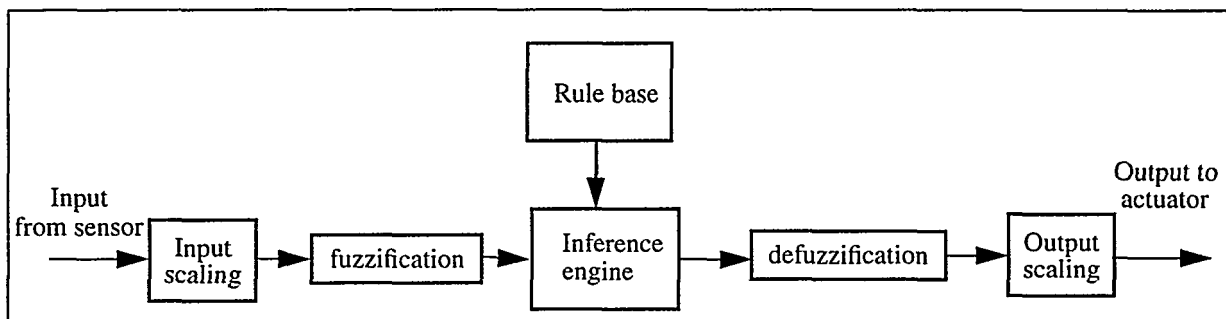 Rule base
Input
from sensor
Input
scaling
fuzzification
Inference
engine
defuzzification
Output
scaling
Output to
actuator